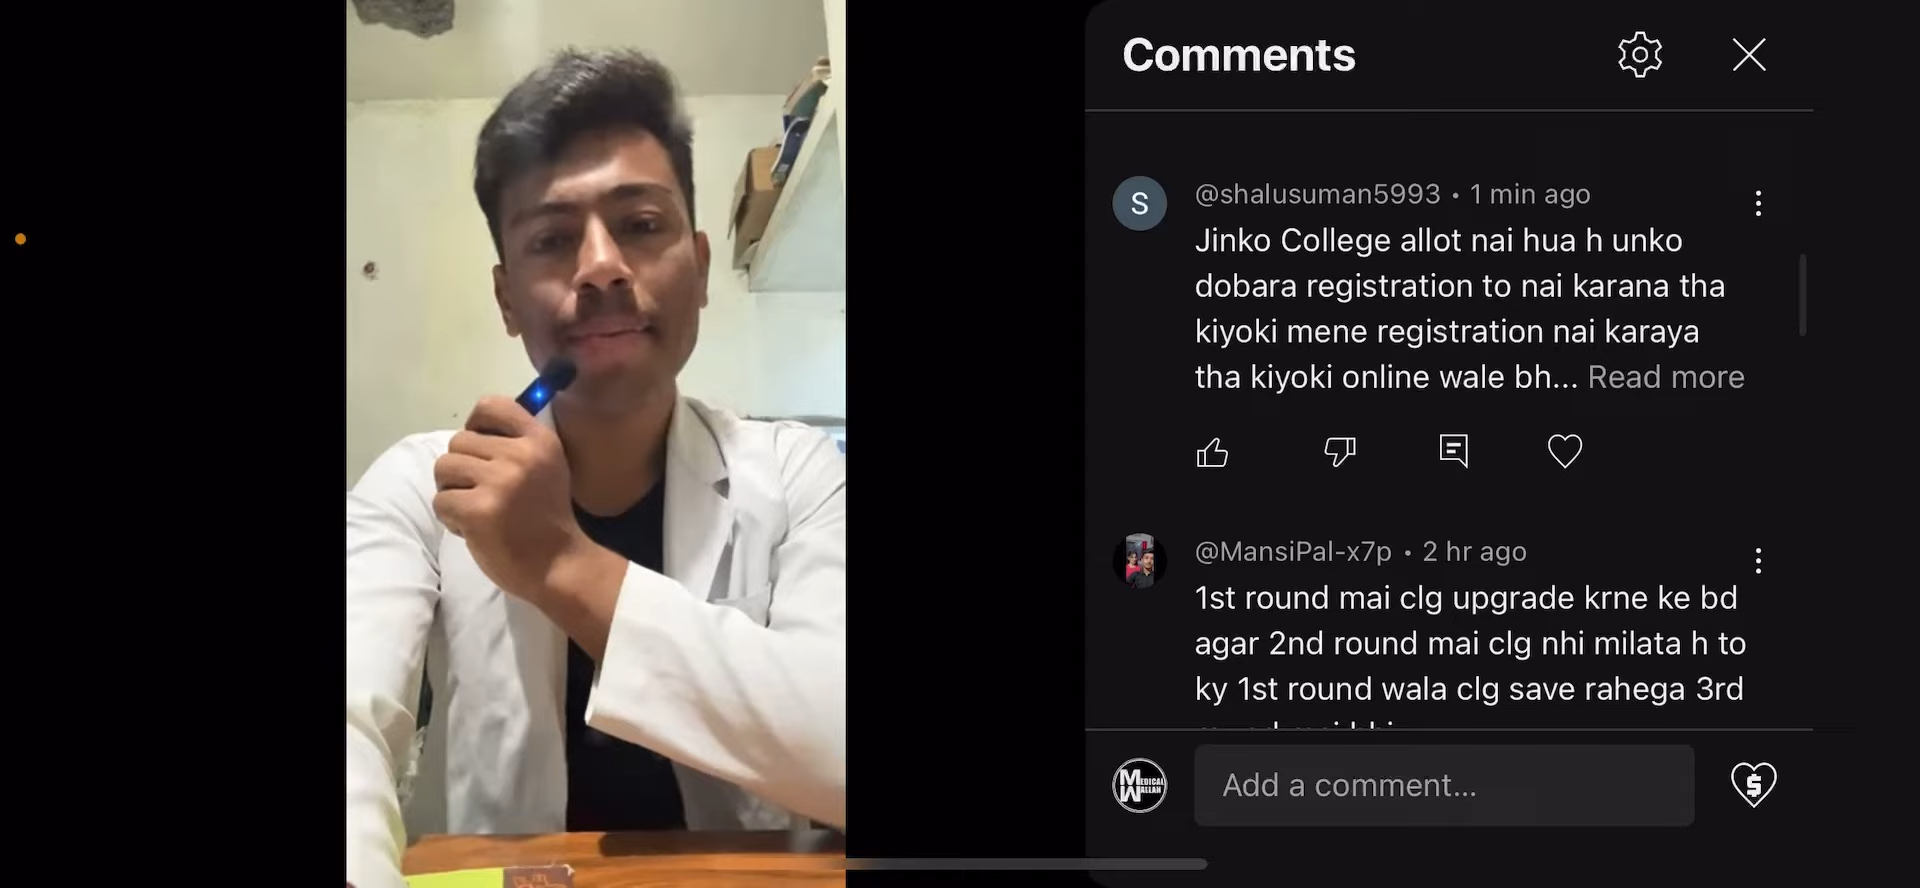 Comments
S
@shalusuman5993 • 1 min ago
Jinko College allot nai hua h unko
dobara registration to nai karana tha
kiyoki mene registration nai karaya
tha kiyoki online wale bh... Read more
@MansiPal-x7p • 2 hr ago
1st round mai clg upgrade krne ke bd
agar 2nd round mai clg nhi milata h to
ky 1st round wala clg save rahega 3rd
MEDICAL
WALLAH
Add a comment...
$